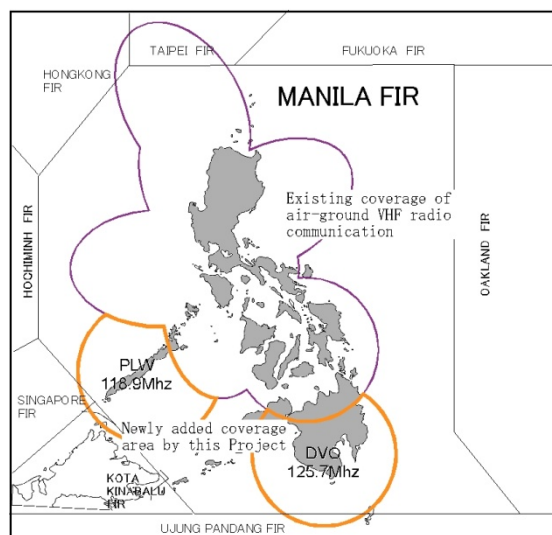 TAIPEI FIR
FUKUOKA FIR
HONGKONG
FIR
MANILA FIR
Existing coverage of
air-ground VHF radio
communication
HOCHIMINH FIR
OAKLAND FIR
PLW
118.9Mhz
SINGAPORE
FIR
Newly added coverage
area by this Project
DVO
125.7Mhz
KOTA
KINABALU
FIR
UJUNG PANDANG FIR